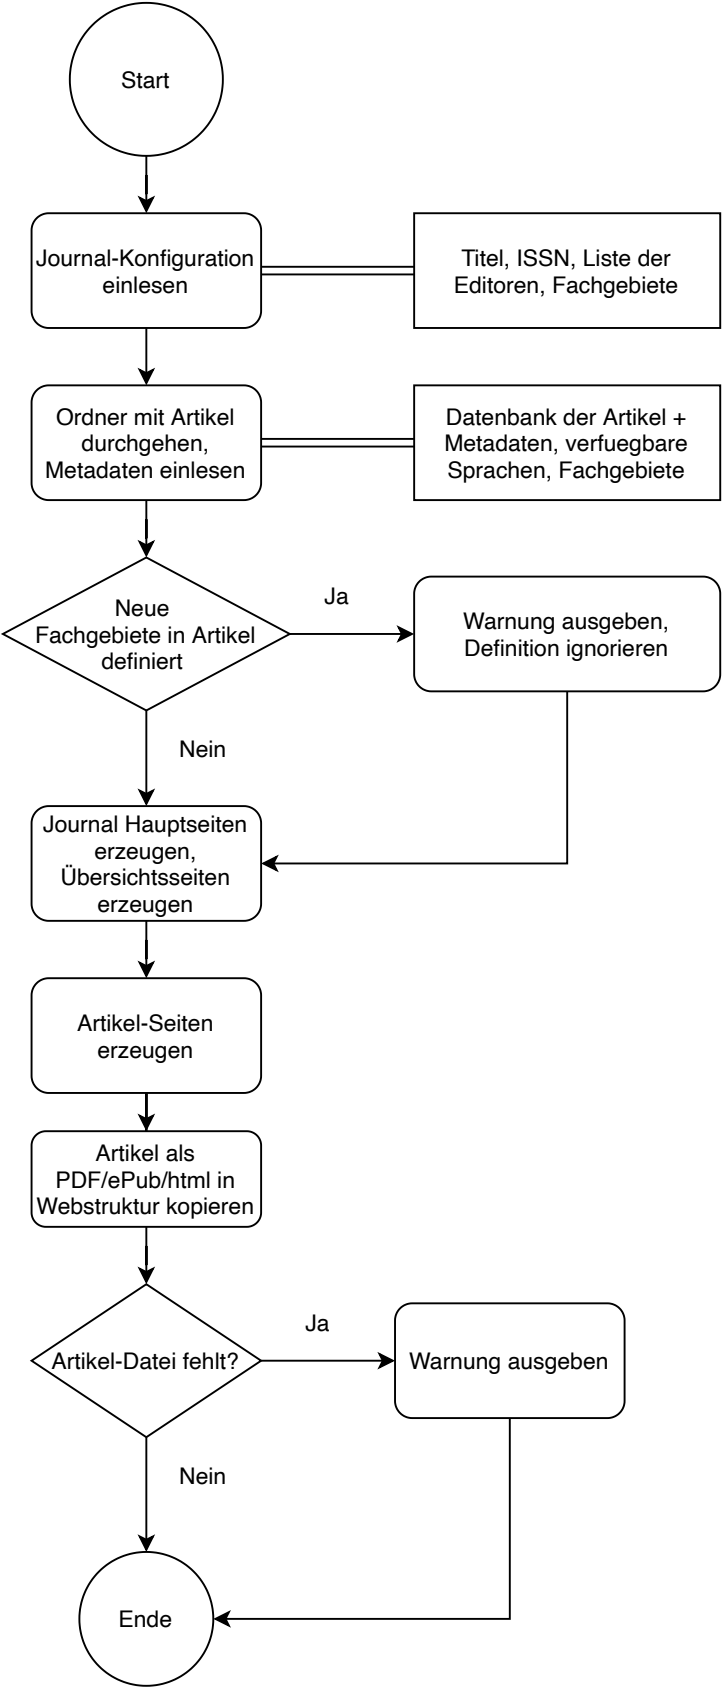 Start
Journal-Konfiguration
einlesen
Titel, ISSN, Liste der
Editoren, Fachgebiete
Ordner mit Artikel
durchgehen,
Metadaten einlesen
Datenbank der Artikel +
Metadaten, verfuegbare
Sprachen, Fachgebiete
Neue
Fachgebiete in Artikel
definiert
Ja
Warnung ausgeben,
Definition ignorieren
Nein
Journal Hauptseiten
erzeugen,
Übersichtsseiten
erzeugen
Artikel-Seiten
erzeugen
Artikel als
PDF/ePub/html in
Webstruktur kopieren
Artikel-Datei fehlt?
Ja
Warnung ausgeben
Nein
Ende